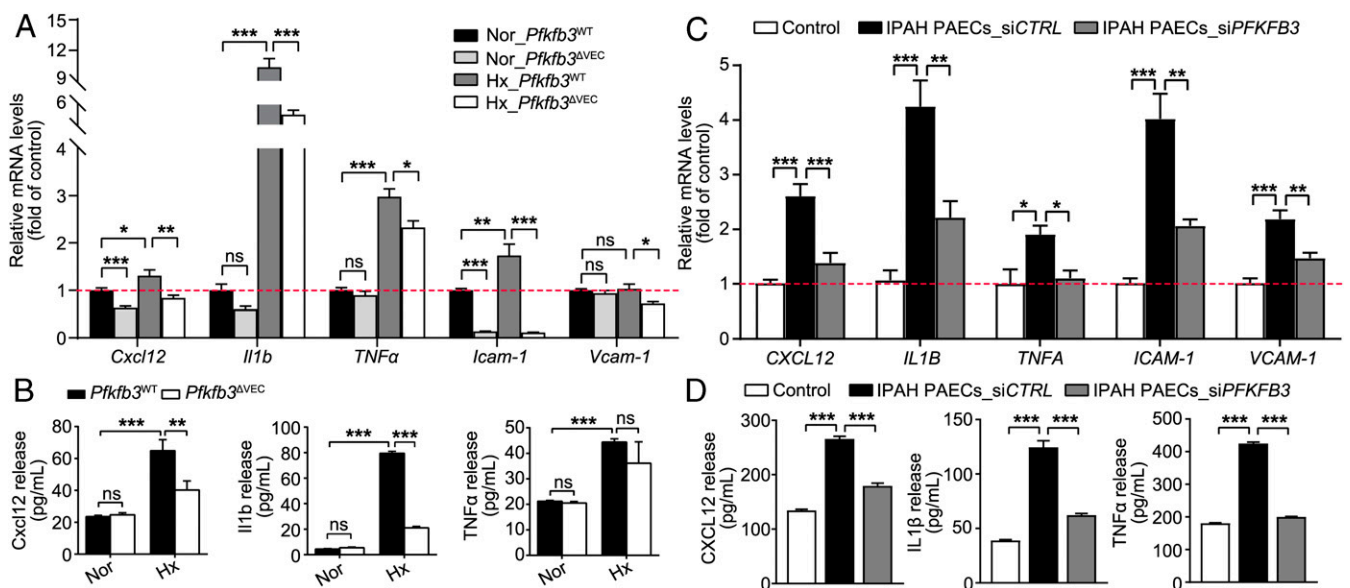 A
Relative mRNA levels
(fold of control)
15
12
9
6
3
4
3
2
1
0
*** ***
Nor_Pfkfb3WT
Nor_Pfkfb3ΔVEC
Hx_Pfkfb3WT
Hx_Pfkfb3ΔVEC
*** *
** ***
* **
ns ns *
*** ns ns *** ns
Cxcl12 Il1b TNFα Icam-1 Vcam-1
B
Pfkfb3WT Pfkfb3ΔVEC
Cxcl12 release
(pg/mL)
80
60
40
20
0
*** **
ns
Nor Hx
Il1b release
(pg/mL)
100
80
60
40
20
0
*** ***
ns
Nor Hx
TNFα release
(pg/mL)
50
40
30
20
10
0
*** ns
ns
Nor Hx
C
Control IPAH PAECs_siCTRL IPAH PAECs_siPFKFB3
Relative mRNA levels
(fold of control)
5
4
3
2
1
0
*** ***
*** **
* *
*** **
*** **
CXCL12 IL1B TNFA ICAM-1 VCAM-1
D
Control IPAH PAECs_siCTRL IPAH PAECs_siPFKFB3
CXCL12 release
(pg/mL)
300
200
100
0
*** ***
IL1β release
(pg/mL)
150
100
50
0
*** ***
TNFα release
(pg/mL)
500
400
300
200
100
0
*** ***